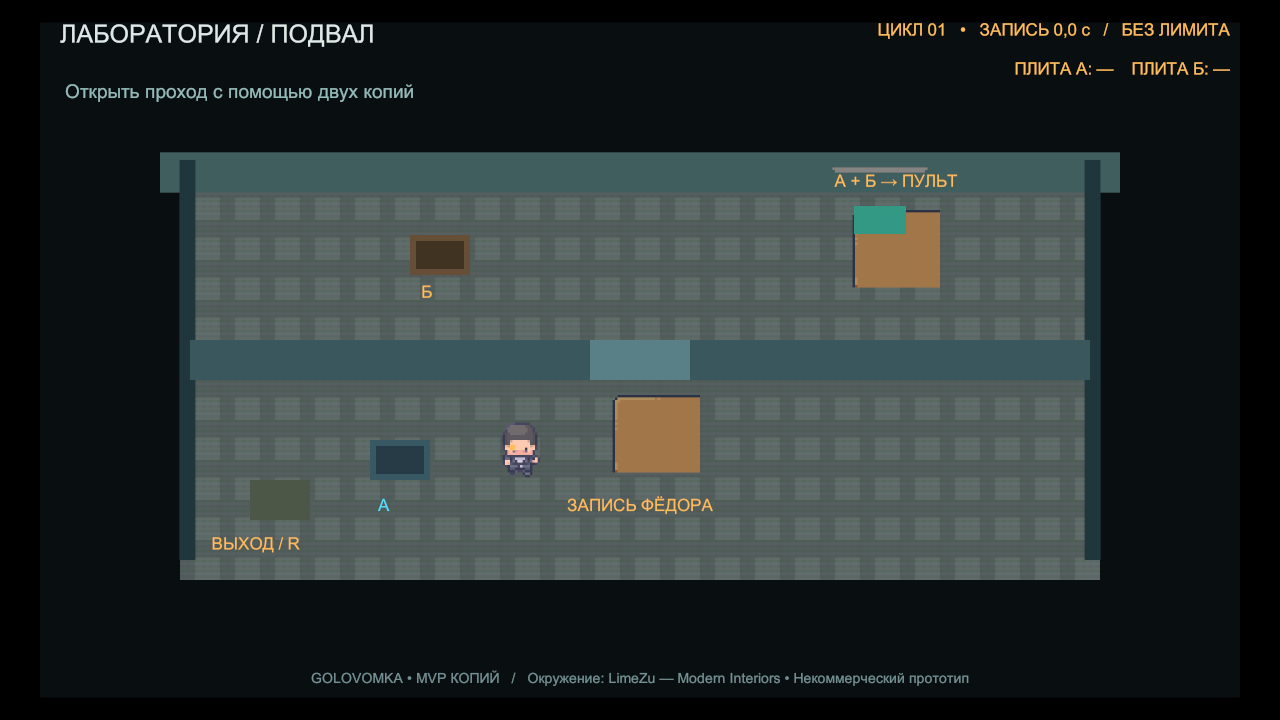 ЛАБОРАТОРИЯ / ПОДВАЛ
ЦИКЛ 01 • ЗАПИСЬ 0,0 с / БЕЗ ЛИМИТА
ПЛИТА А: — ПЛИТА Б: —
Открыть проход с помощью двух копий
А + Б → ПУЛЬТ
Б
А
ЗАПИСЬ ФЁДОРА
ВЫХОД / R
GOLOVOMKA • MVP КОПИЙ / Окружение: LimeZu — Modern Interiors • Некоммерческий прототип